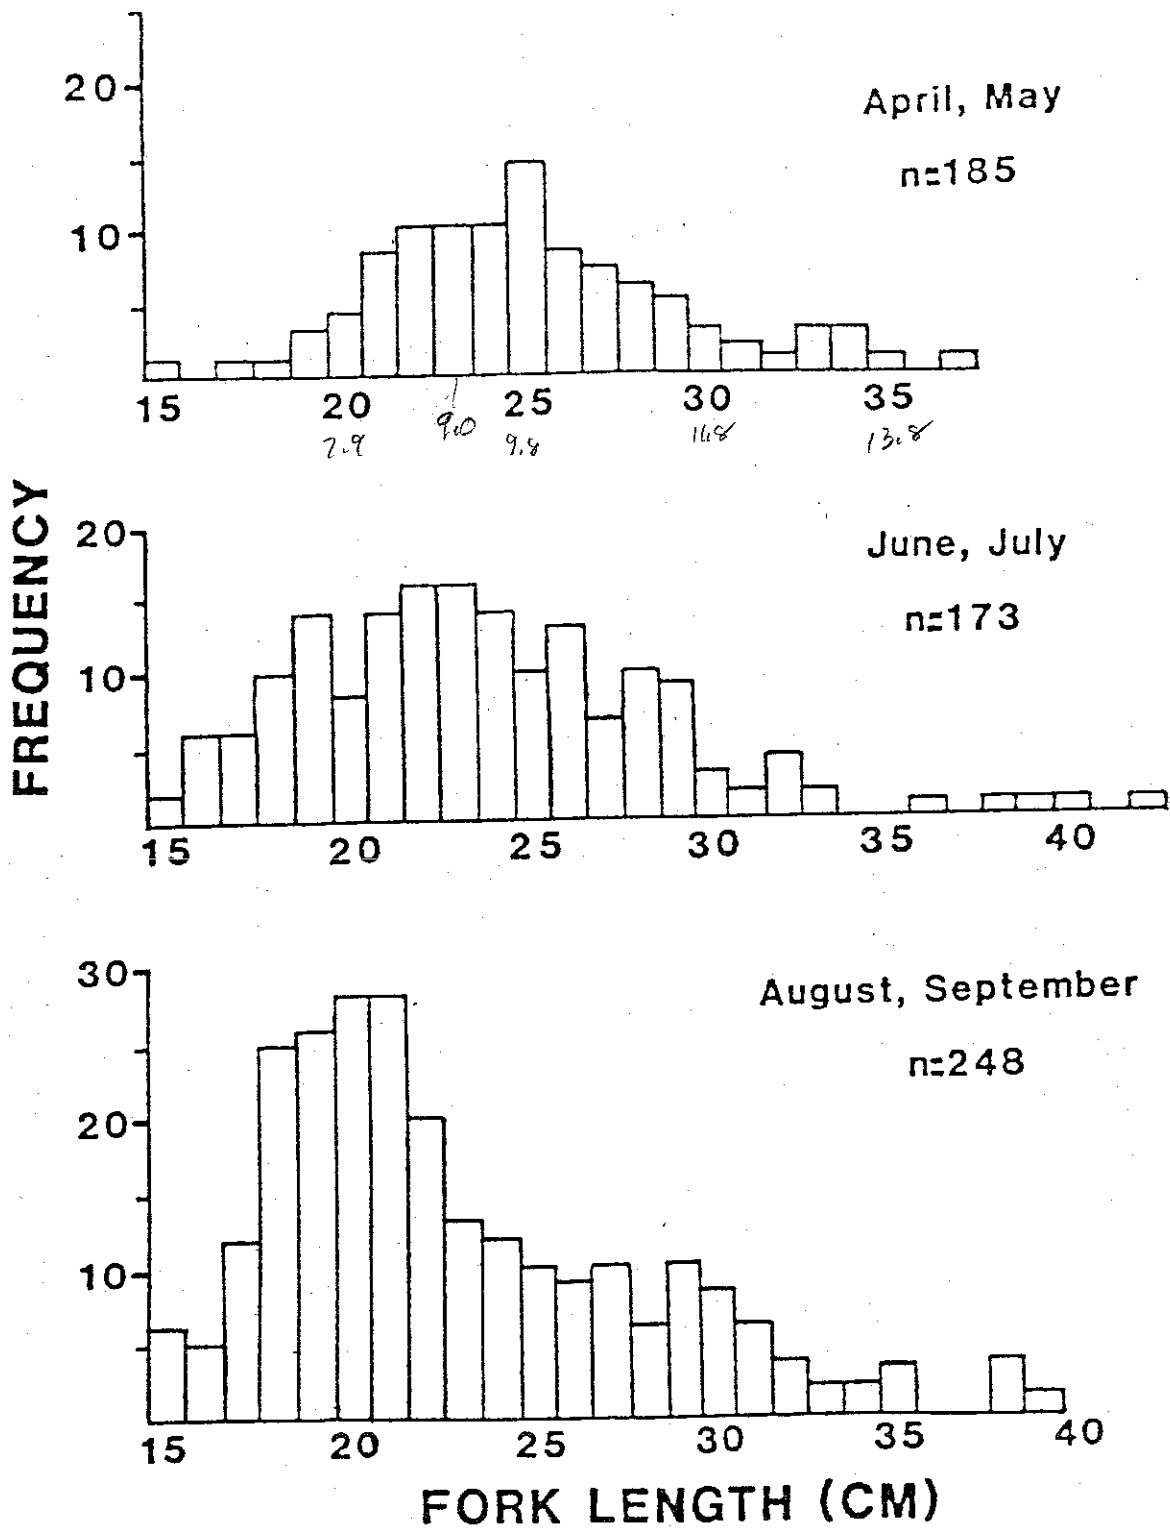 20
April, May
n=185
10
15 20 25 30 35
7.9 9.0 9.8 11.8 13.8
FREQUENCY
20
June, July
n=173
10
15 20 25 30 35 40
30
August, September
n=248
20
10
15 20 25 30 35 40
FORK LENGTH (CM)